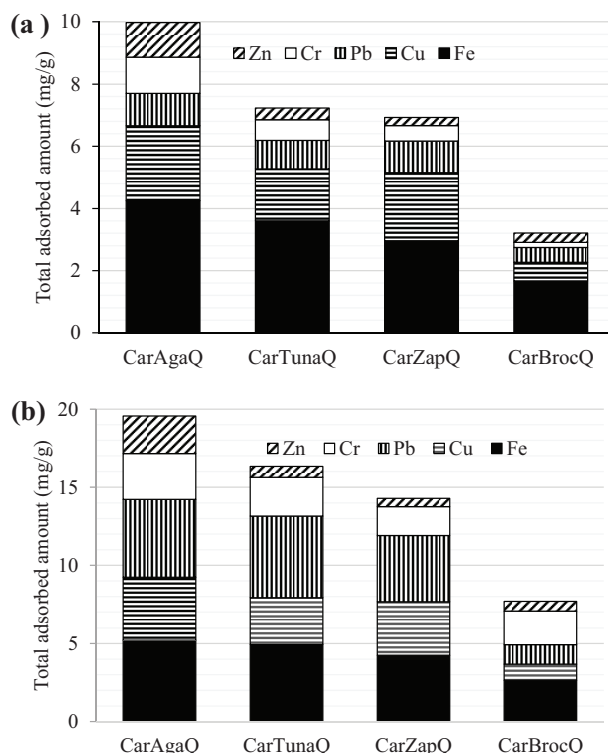 (a)
Total adsorbed amount (mg/g)
10
8
6
4
2
0
Zn Cr Pb Cu Fe
CarAgaQ CarTunaQ CarZapQ CarBrocQ
(b)
Total adsorbed amount (mg/g)
20
15
10
5
0
Zn Cr Pb Cu Fe
CarAgaQ CarTunaQ CarZapQ CarBrocQ